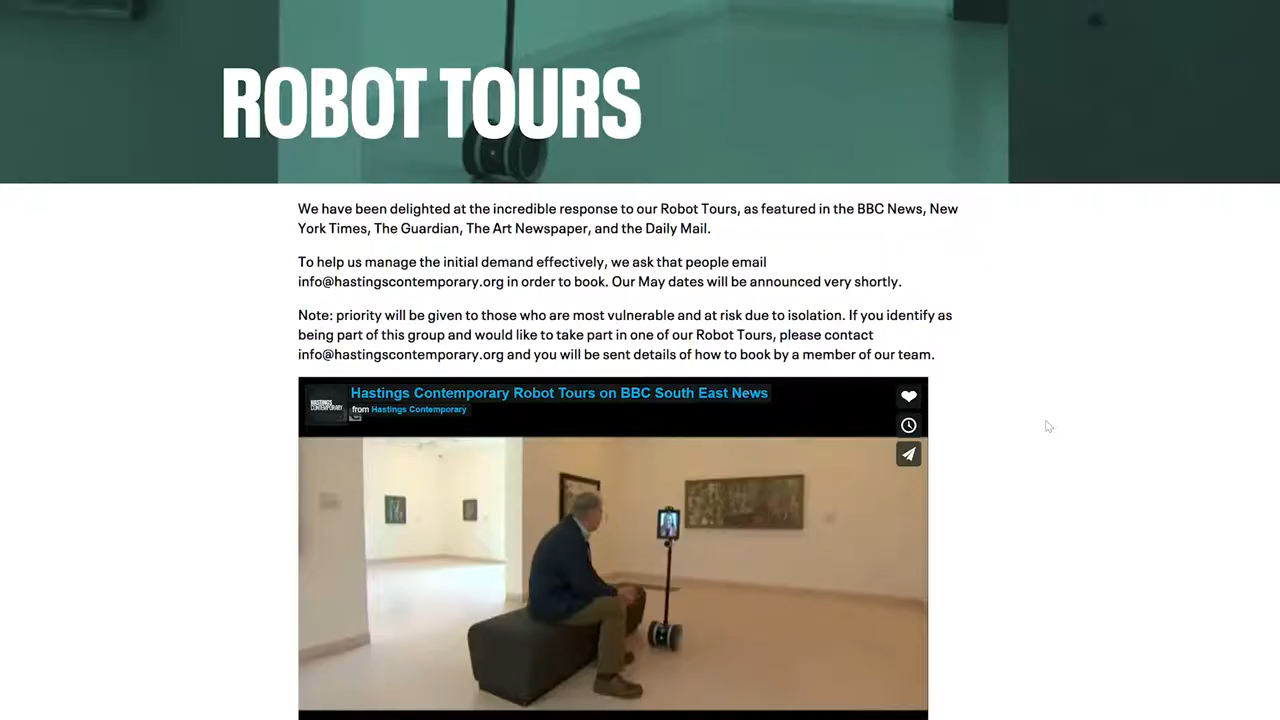 ROBOT TOURS
We have been delighted at the incredible response to our Robot Tours, as featured in the BBC News, New
York Times, The Guardian, The Art Newspaper, and the Daily Mail.
To help us manage the initial demand effectively, we ask that people email
info@hastingscontemporary.org in order to book. Our May dates will be announced very shortly.
Note: priority will be given to those who are most vulnerable and at risk due to isolation. If you identify as
being part of this group and would like to take part in one of our Robot Tours, please contact
info@hastingscontemporary.org and you will be sent details of how to book by a member of our team.
HASTINGS
CONTEMPORARY
Hastings Contemporary Robot Tours on BBC South East News
from Hastings Contemporary